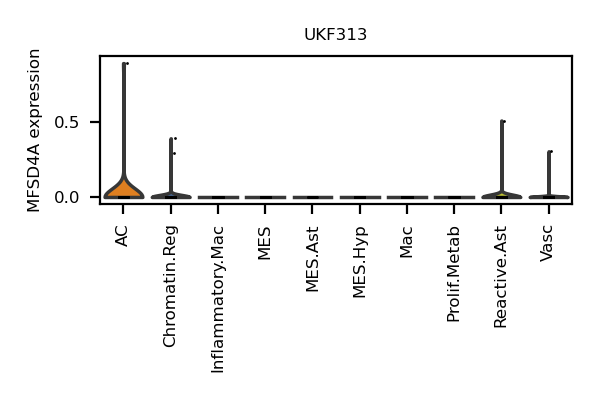 UKF313
MFSD4A expression
0.5
0.0
AC
Chromatin.Reg
Inflammatory.Mac
MES
MES.Ast
MES.Hyp
Mac
Prolif.Metab
Reactive.Ast
Vasc